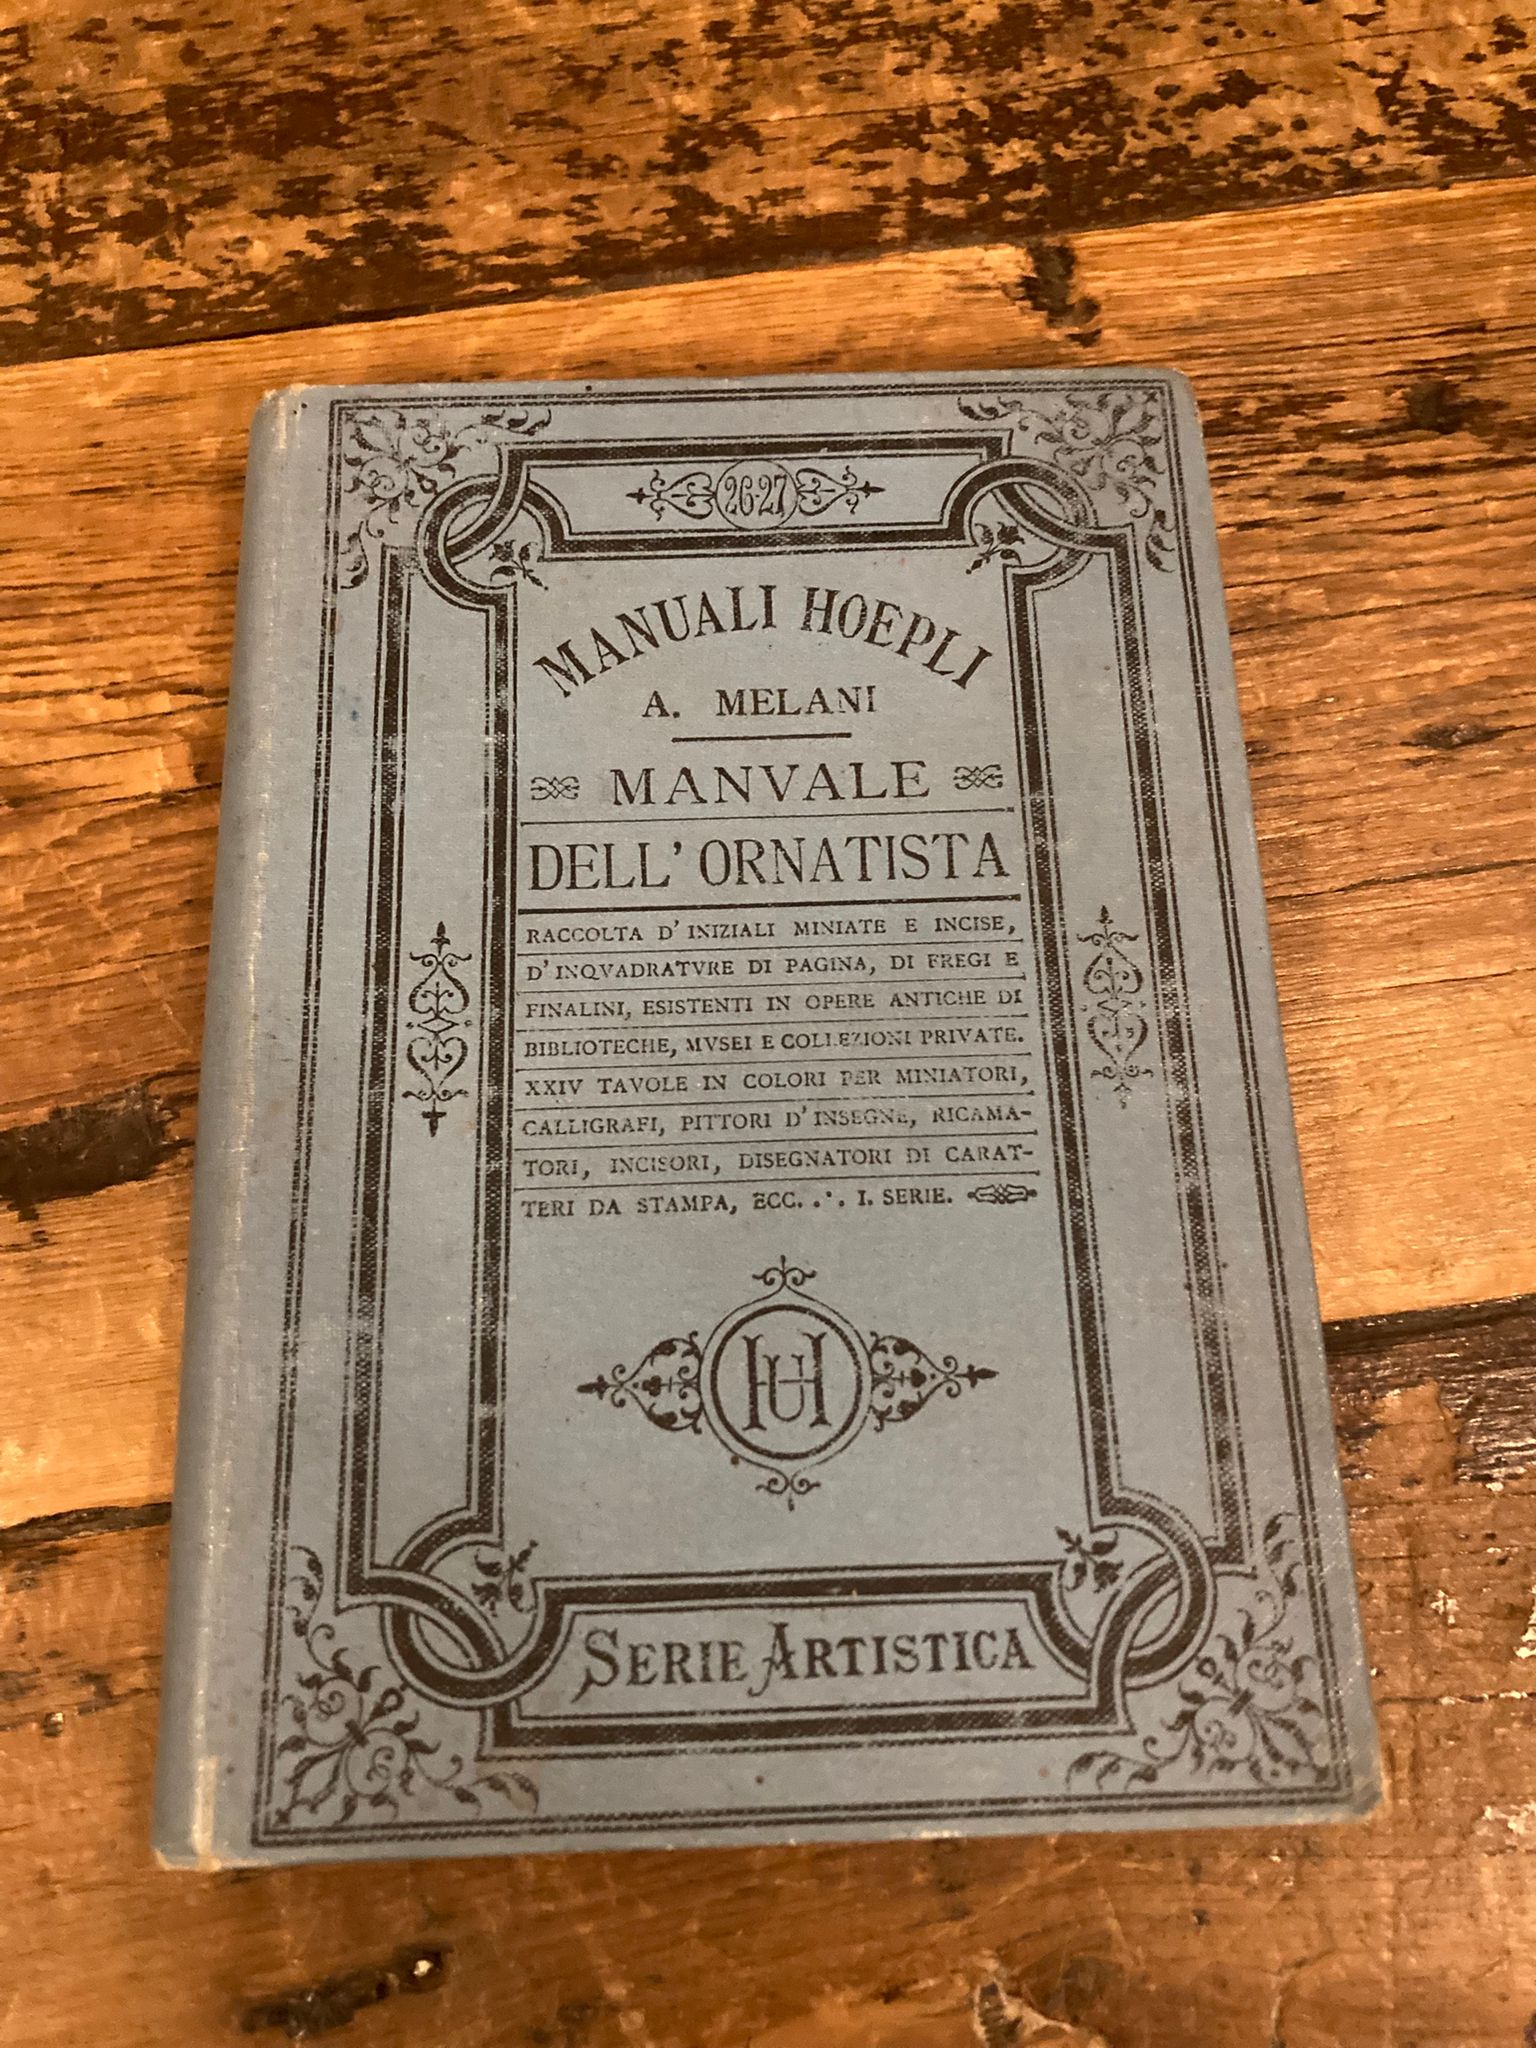 26-27
MANUALI HOEPLI
A. MELANI
MANVALE
DELL' ORNATISTA
RACCOLTA D' INIZIALI MINIATE E INCISE,
D' INQVADRATVRE DI PAGINA, DI FREGI E
FINALINI, ESISTENTI IN OPERE ANTICHE DI
BIBLIOTECHE, MVSEI E COLLEZIONI PRIVATE.
XXIV TAVOLE IN COLORI PER MINIATORI,
CALLIGRAFI, PITTORI D' INSEGNE, RICAMA-
TORI, INCISORI, DISEGNATORI DI CARAT-
TERI DA STAMPA, ECC. .·. I. SERIE.
UH
SERIE ARTISTICA